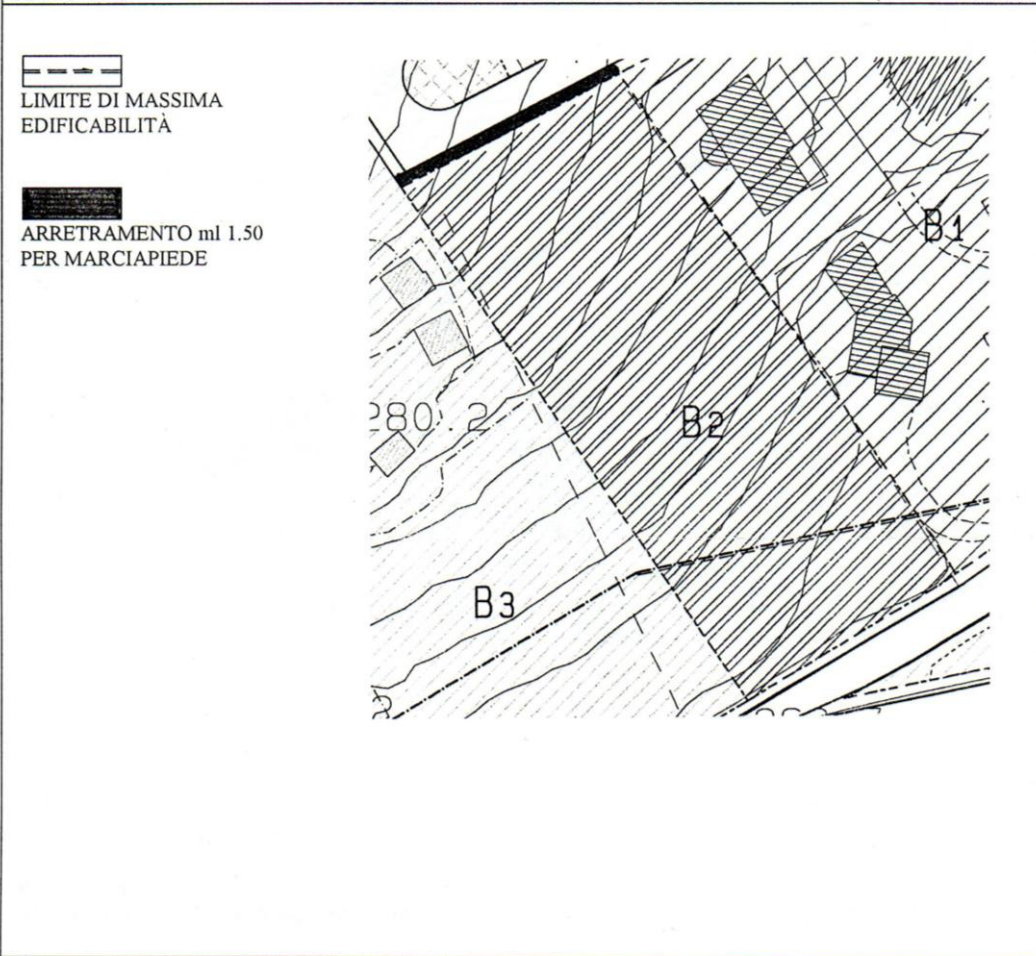 LIMITE DI MASSIMA
EDIFICABILITÀ
ARRETRAMENTO ml 1.50
PER MARCIAPIEDE
B1
280.2
B2
B3